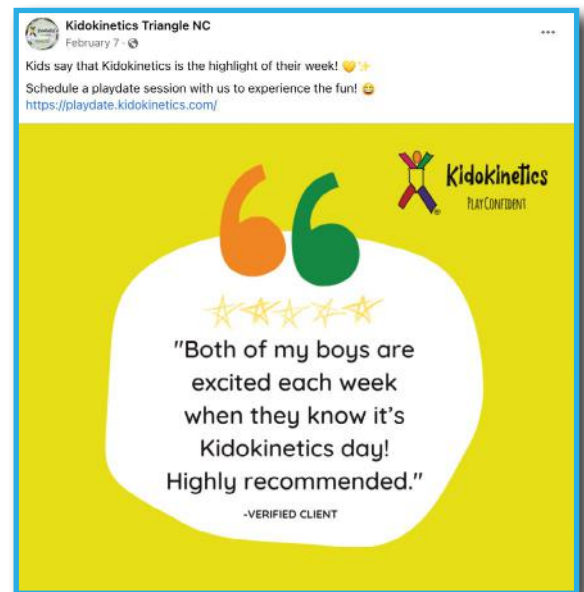 Kidokinetics Triangle NC
February 7 ·
Kids say that Kidokinetics is the highlight of their week! 💛✨
Schedule a playdate session with us to experience the fun! 😄
https://playdate.kidokinetics.com/
Kidokinetics
PLAY CONFIDENT
"Both of my boys are
excited each week
when they know it's
Kidokinetics day!
Highly recommended."
-VERIFIED CLIENT